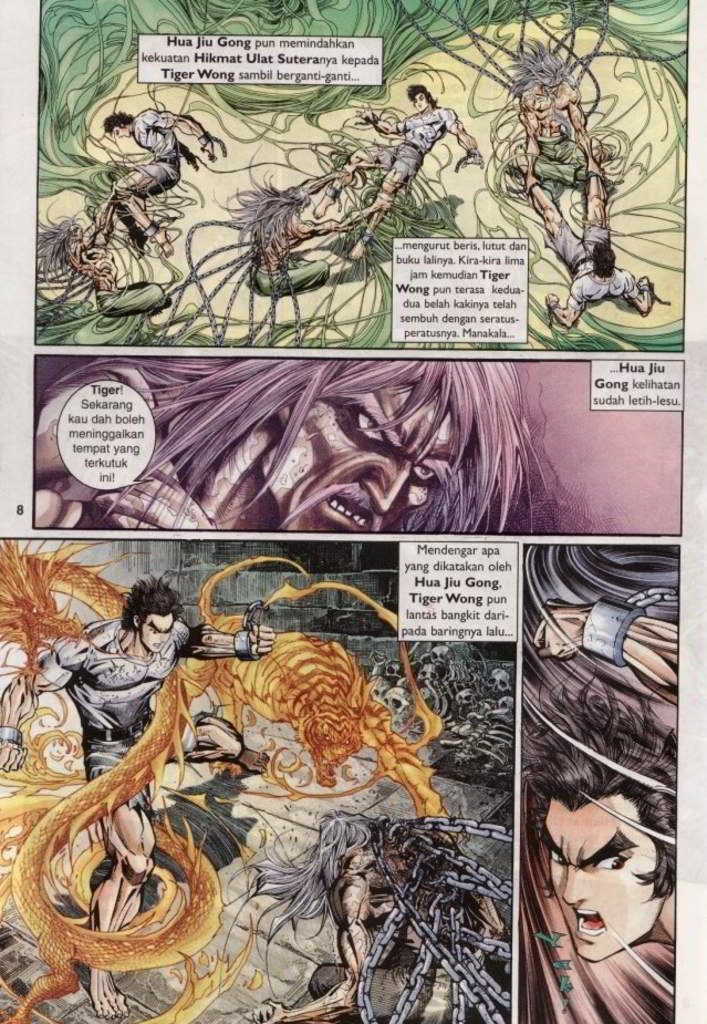 Hua Jiu Gong pun memindahkan
kekuatan Hikmat Ulat Suteranya kepada
Tiger Wong sambil berganti-ganti...
...mengurut betis, lutut dan
buku lalinya. Kira-kira lima
jam kemudian Tiger
Wong pun terasa kedua-
dua belah kakinya telah
sembuh dengan seratus-
peratusnya. Manakala...
...Hua Jiu
Gong kelihatan
sudah letih-lesu.
Tiger!
Sekarang
kau dah boleh
meninggalkan
tempat yang
terkutuk
ini!
8
Mendengar apa
yang dikatakan oleh
Hua Jiu Gong,
Tiger Wong pun
lantas bangkit dari-
pada baringnya lalu...